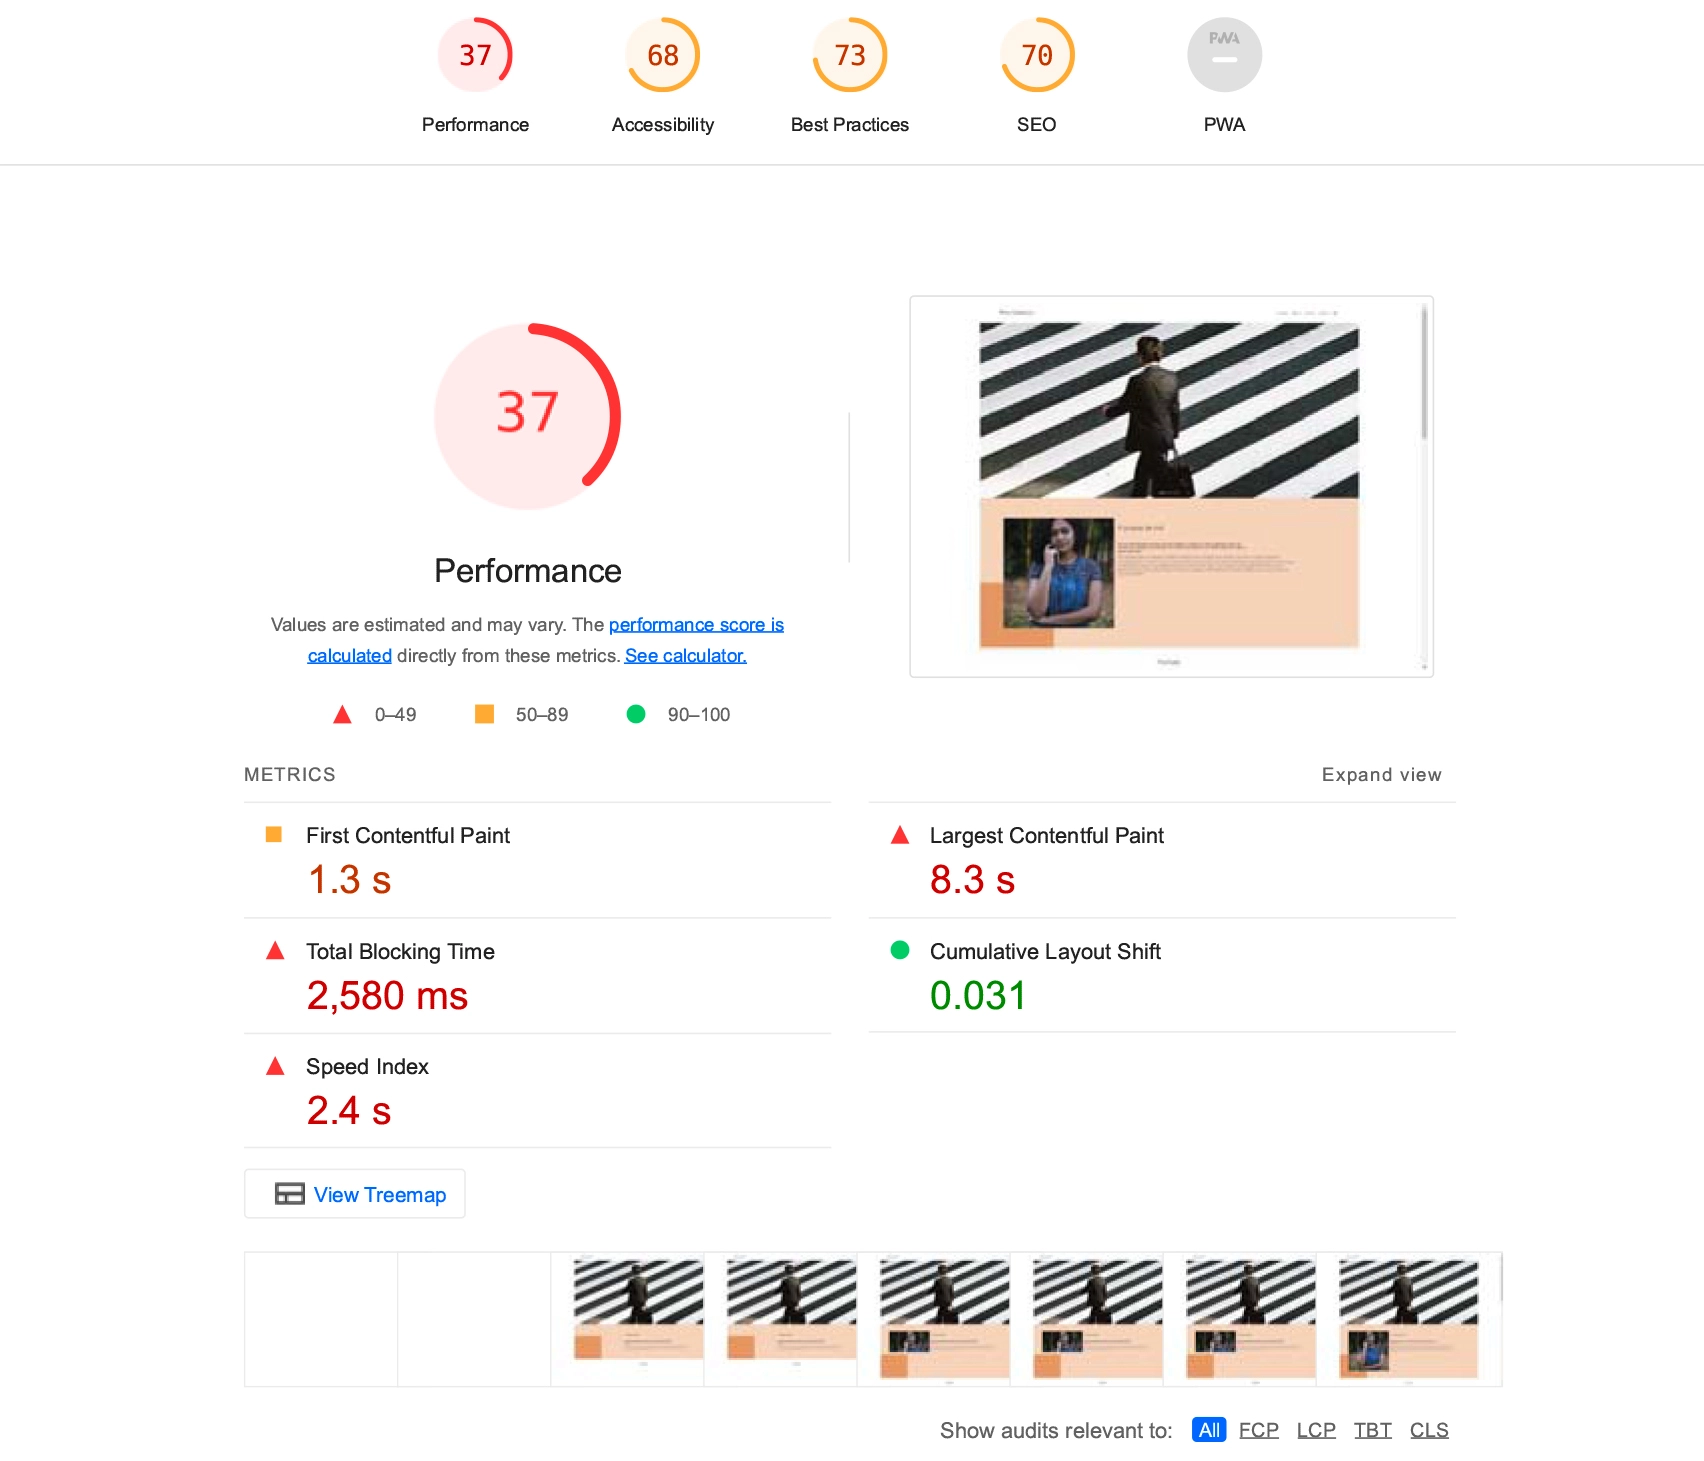 37
68
73
70
PWA
Performance
Accessibility
Best Practices
SEO
PWA
37
Performance
Values are estimated and may vary. The performance score is
calculated directly from these metrics. See calculator.
0–49
50–89
90–100
METRICS
Expand view
First Contentful Paint
1.3 s
Largest Contentful Paint
8.3 s
Total Blocking Time
2,580 ms
Cumulative Layout Shift
0.031
Speed Index
2.4 s
View Treemap
Show audits relevant to: All FCP LCP TBT CLS